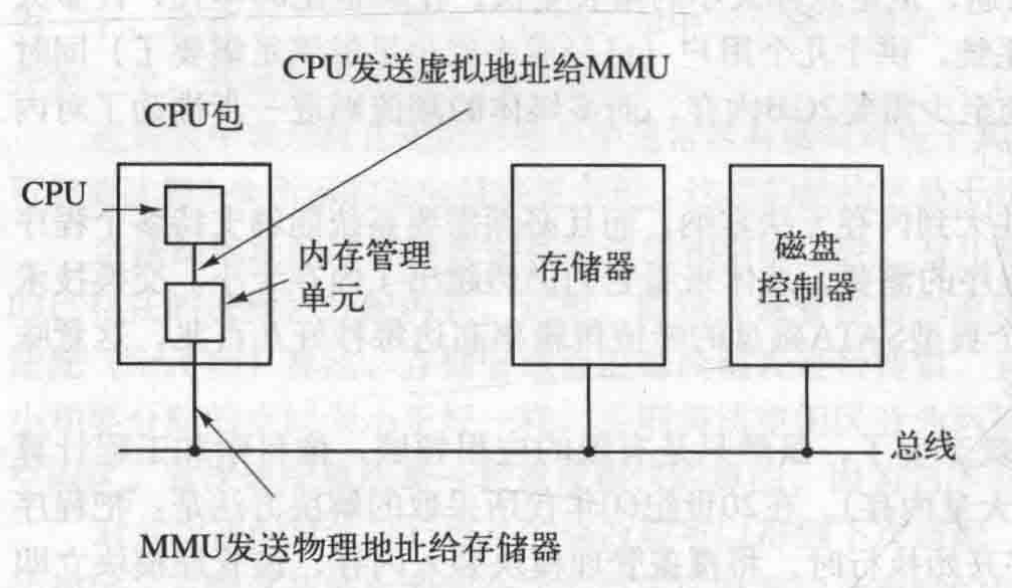 CPU发送虚拟地址给MMU
CPU包
CPU
内存管理
单元
存储器
磁盘
控制器
总线
MMU发送物理地址给存储器